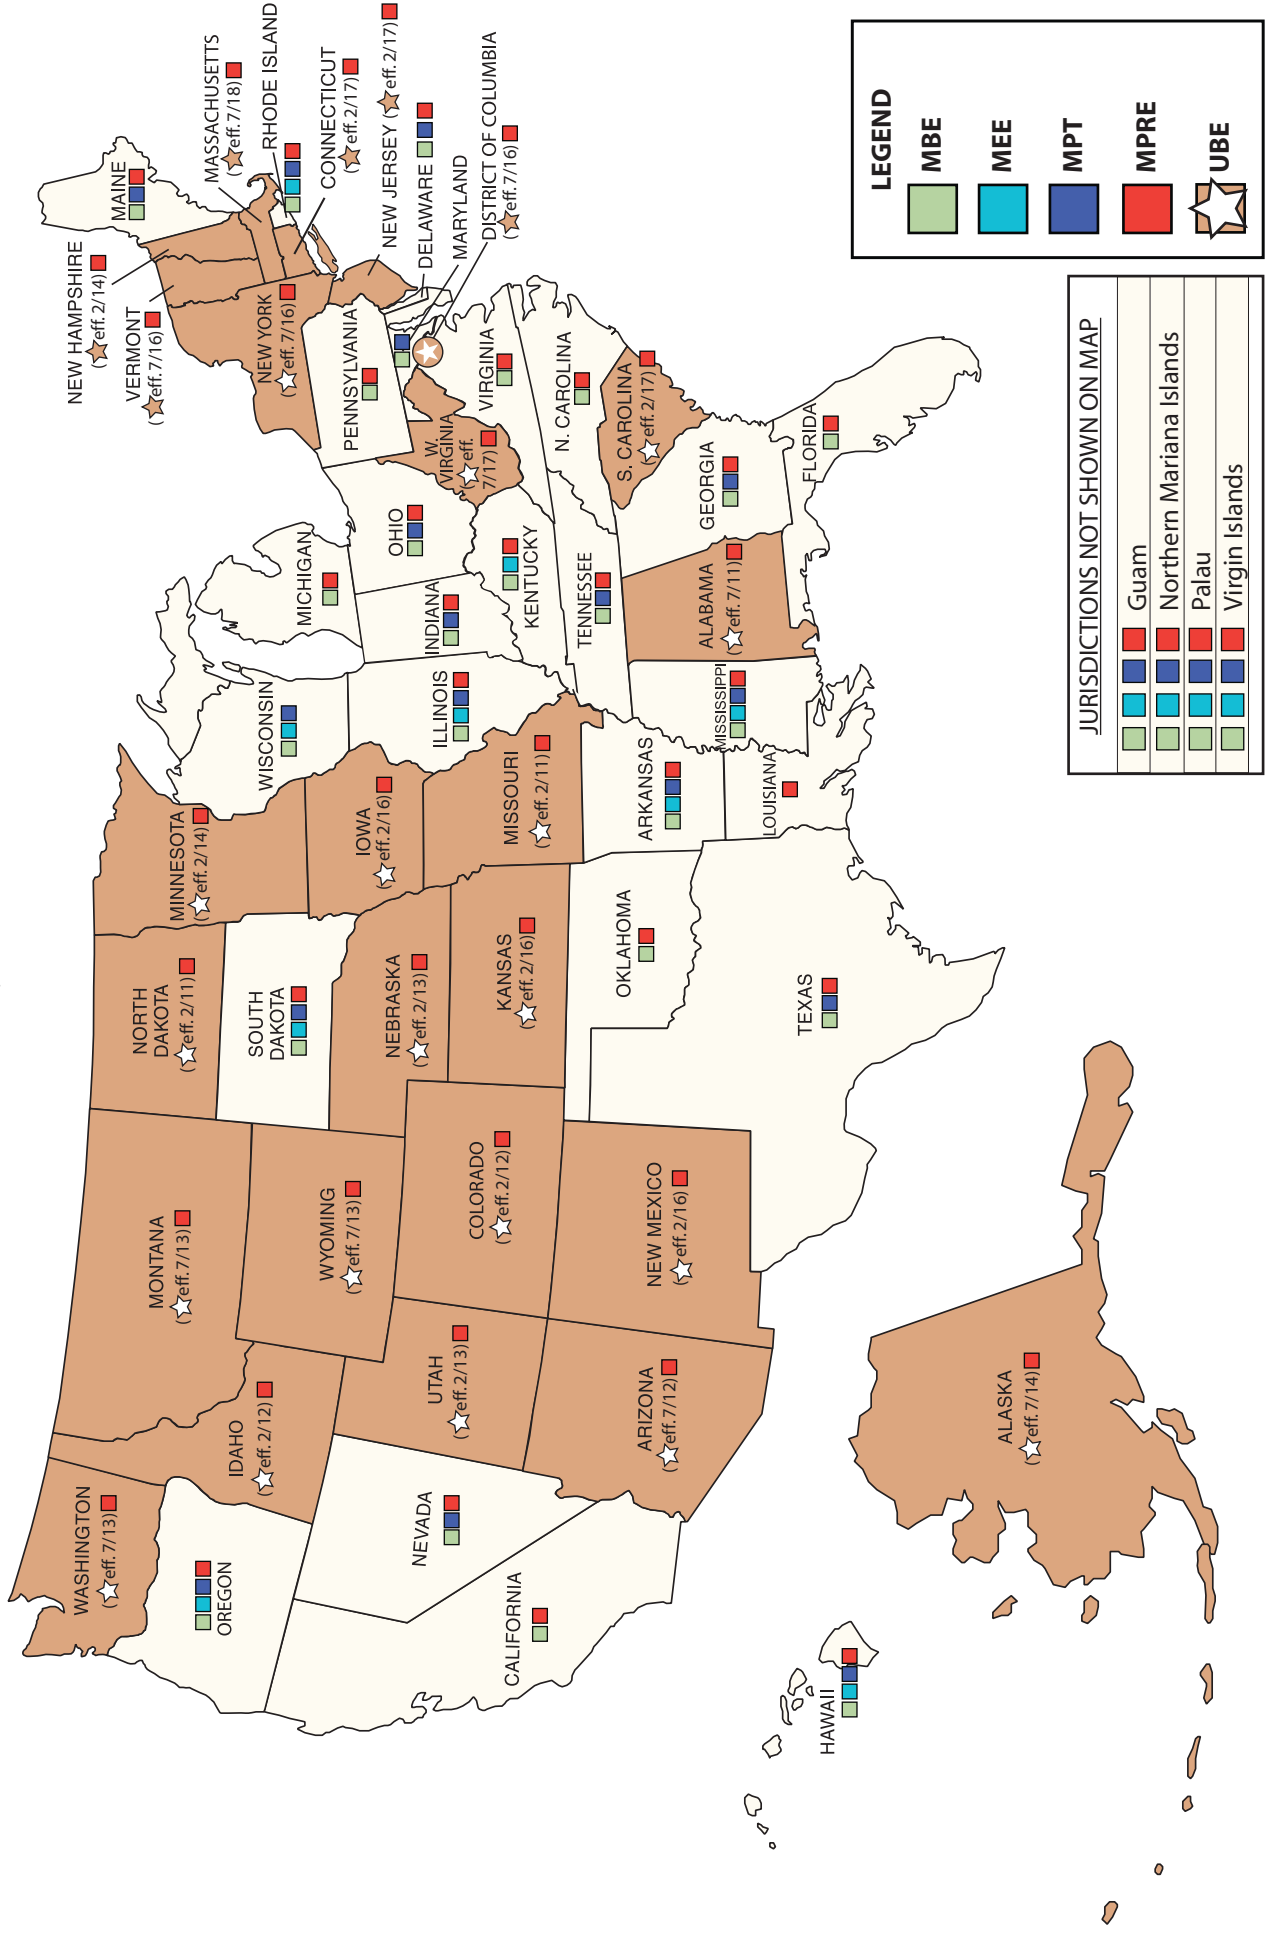 WASHINGTON
(eff. 7/13)
OREGON
CALIFORNIA
NEVADA
IDAHO
(eff. 2/12)
MONTANA
(eff. 7/13)
WYOMING
(eff. 7/13)
UTAH
(eff. 2/13)
ARIZONA
(eff. 7/12)
COLORADO
(eff. 2/12)
NEW MEXICO
(eff. 2/16)
NORTH
DAKOTA
(eff. 2/11)
SOUTH
DAKOTA
NEBRASKA
(eff. 2/13)
KANSAS
(eff. 2/16)
OKLAHOMA
TEXAS
MINNESOTA
(eff. 2/14)
IOWA
(eff. 2/16)
MISSOURI
(eff. 2/11)
ARKANSAS
LOUISIANA
WISCONSIN
ILLINOIS
MISSISSIPPI
MICHIGAN
INDIANA
KENTUCKY
TENNESSEE
ALABAMA
(eff. 7/11)
OHIO
GEORGIA
FLORIDA
W.
VIRGINIA
(eff.
7/17)
VIRGINIA
N. CAROLINA
S. CAROLINA
(eff. 2/17)
PENNSYLVANIA
NEW YORK
(eff. 7/16)
VERMONT
(eff. 7/16)
NEW HAMPSHIRE
(eff. 2/14)
MAINE
MASSACHUSETTS
(eff. 7/18)
RHODE ISLAND
CONNECTICUT
(eff. 2/17)
NEW JERSEY (eff. 2/17)
DELAWARE
MARYLAND
DISTRICT OF COLUMBIA
(eff. 7/16)
HAWAII
ALASKA
(eff. 7/14)
JURISDICTIONS NOT SHOWN ON MAP
Guam
Northern Mariana Islands
Palau
Virgin Islands
LEGEND
MBE
MEE
MPT
MPRE
UBE